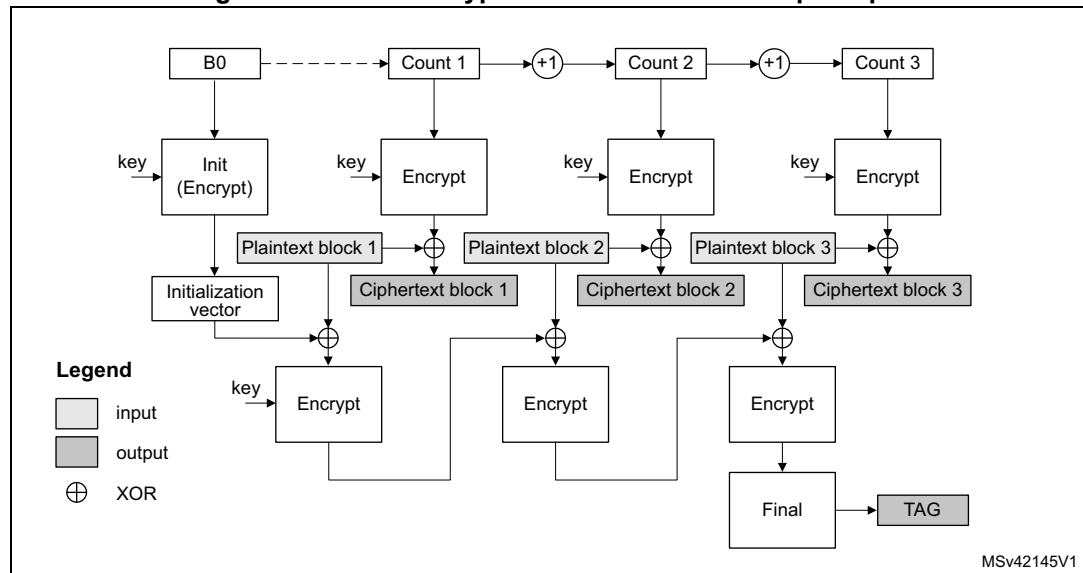 B0
Count 1
+1
Count 2
+1
Count 3
key
Init
(Encrypt)
key
Encrypt
key
Encrypt
key
Encrypt
Plaintext block 1
Plaintext block 2
Plaintext block 3
Initialization
vector
Ciphertext block 1
Ciphertext block 2
Ciphertext block 3
Legend
input
output
XOR
key
Encrypt
Encrypt
Encrypt
Final
TAG
MSv42145V1